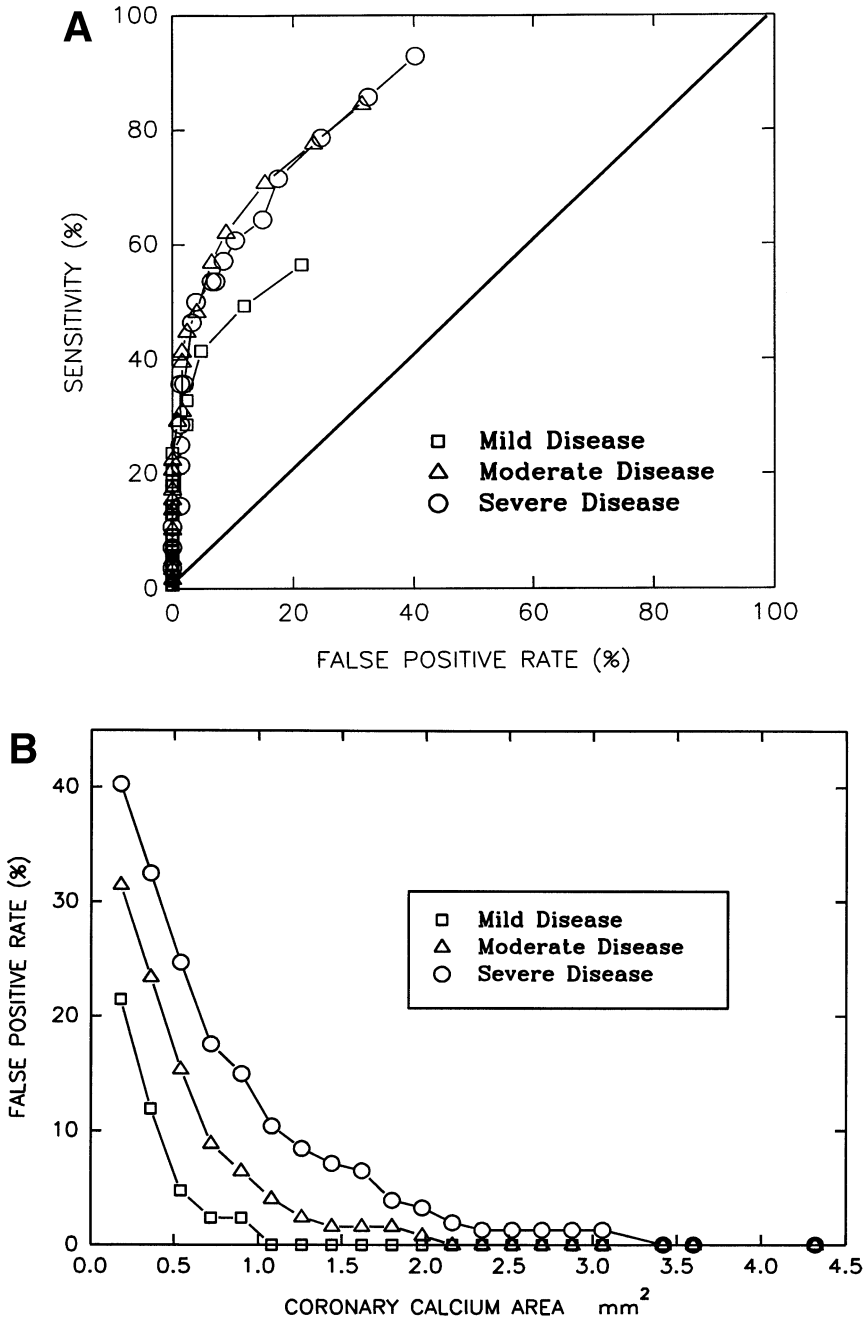 A
100
80
60
40
20
0
SENSITIVITY (%)
Mild Disease
Moderate Disease
Severe Disease
0 20 40 60 80 100
FALSE POSITIVE RATE (%)
B
40
30
20
10
0
FALSE POSITIVE RATE (%)
Mild Disease
Moderate Disease
Severe Disease
0.0 0.5 1.0 1.5 2.0 2.5 3.0 3.5 4.0 4.5
CORONARY CALCIUM AREA mm²